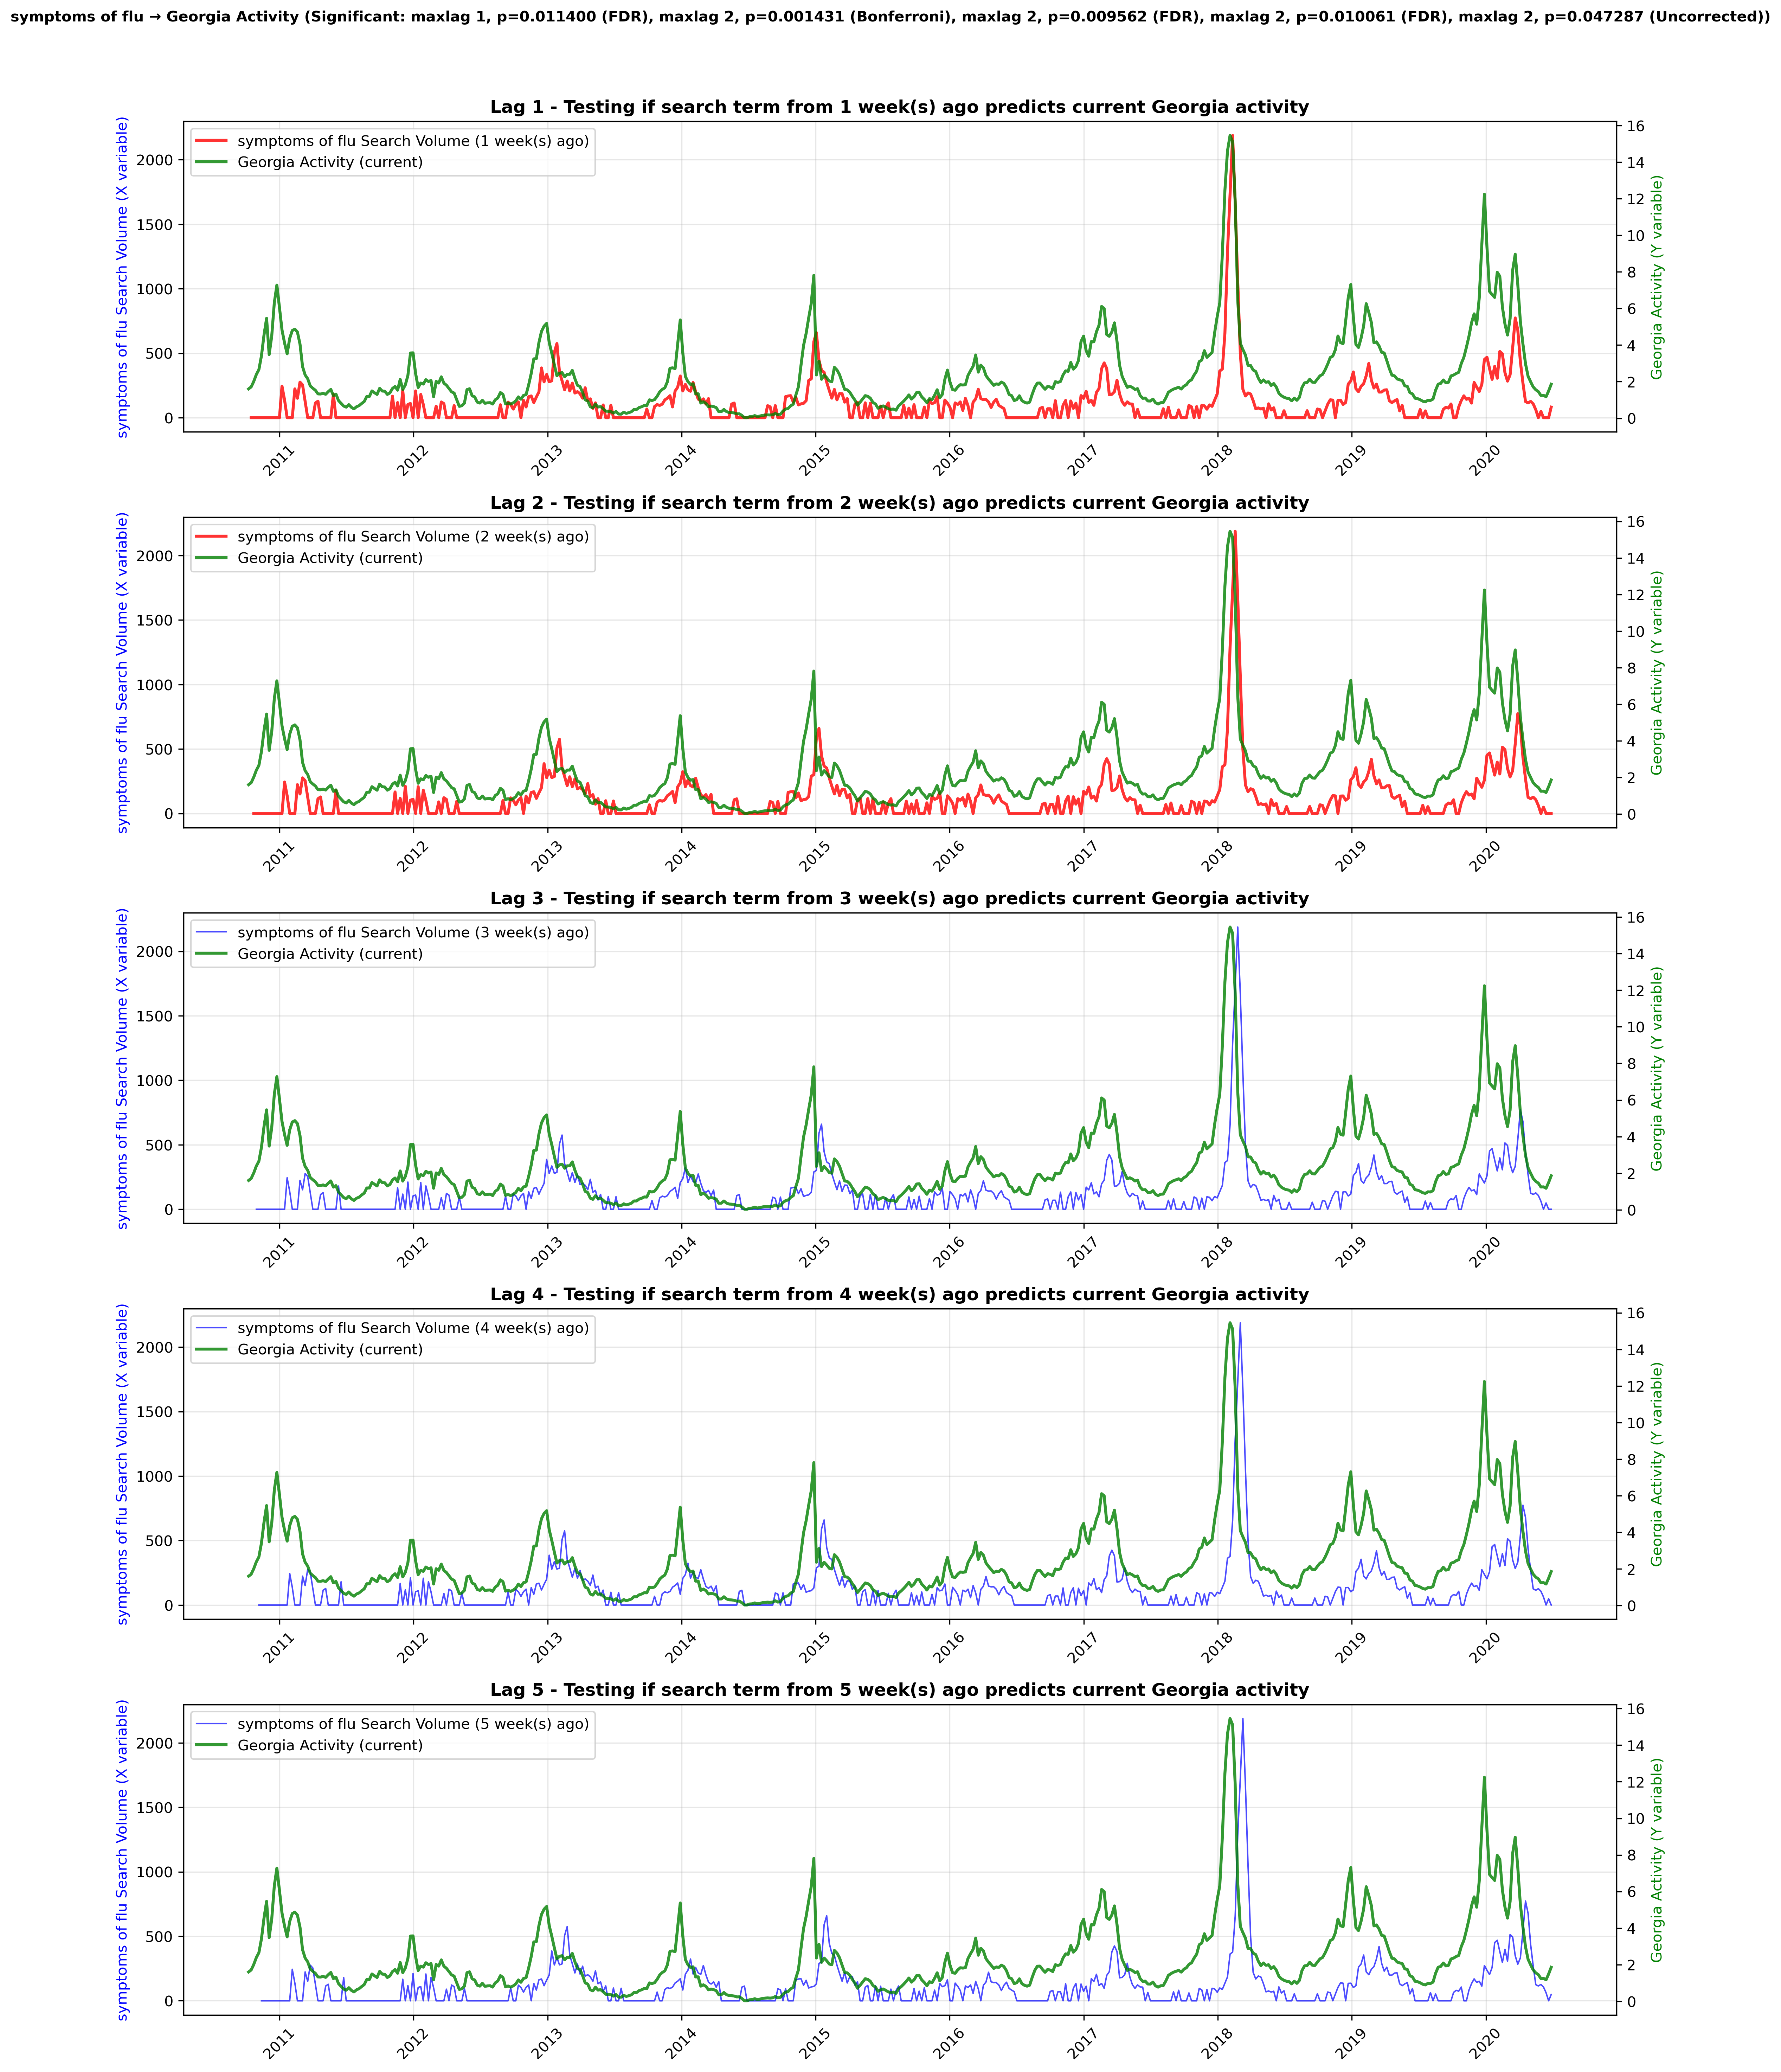 symptoms of flu → Georgia Activity (Significant: maxlag 1, p=0.011400 (FDR), maxlag 2, p=0.001431 (Bonferroni), maxlag 2, p=0.009562 (FDR), maxlag 2, p=0.010061 (FDR), maxlag 2, p=0.047287 (Uncorrected))
Lag 1 - Testing if search term from 1 week(s) ago predicts current Georgia activity
symptoms of flu Search Volume (1 week(s) ago)
Georgia Activity (current)
symptoms of flu Search Volume (X variable)
2000
1500
1000
500
0
16
14
12
10
8
6
4
2
0
Georgia Activity (Y variable)
2011 2012 2013 2014 2015 2016 2017 2018 2019 2020
Lag 2 - Testing if search term from 2 week(s) ago predicts current Georgia activity
symptoms of flu Search Volume (2 week(s) ago)
Georgia Activity (current)
symptoms of flu Search Volume (X variable)
2000
1500
1000
500
0
16
14
12
10
8
6
4
2
0
Georgia Activity (Y variable)
2011 2012 2013 2014 2015 2016 2017 2018 2019 2020
Lag 3 - Testing if search term from 3 week(s) ago predicts current Georgia activity
symptoms of flu Search Volume (3 week(s) ago)
Georgia Activity (current)
symptoms of flu Search Volume (X variable)
2000
1500
1000
500
0
16
14
12
10
8
6
4
2
0
Georgia Activity (Y variable)
2011 2012 2013 2014 2015 2016 2017 2018 2019 2020
Lag 4 - Testing if search term from 4 week(s) ago predicts current Georgia activity
symptoms of flu Search Volume (4 week(s) ago)
Georgia Activity (current)
symptoms of flu Search Volume (X variable)
2000
1500
1000
500
0
16
14
12
10
8
6
4
2
0
Georgia Activity (Y variable)
2011 2012 2013 2014 2015 2016 2017 2018 2019 2020
Lag 5 - Testing if search term from 5 week(s) ago predicts current Georgia activity
symptoms of flu Search Volume (5 week(s) ago)
Georgia Activity (current)
symptoms of flu Search Volume (X variable)
2000
1500
1000
500
0
16
14
12
10
8
6
4
2
0
Georgia Activity (Y variable)
2011 2012 2013 2014 2015 2016 2017 2018 2019 2020